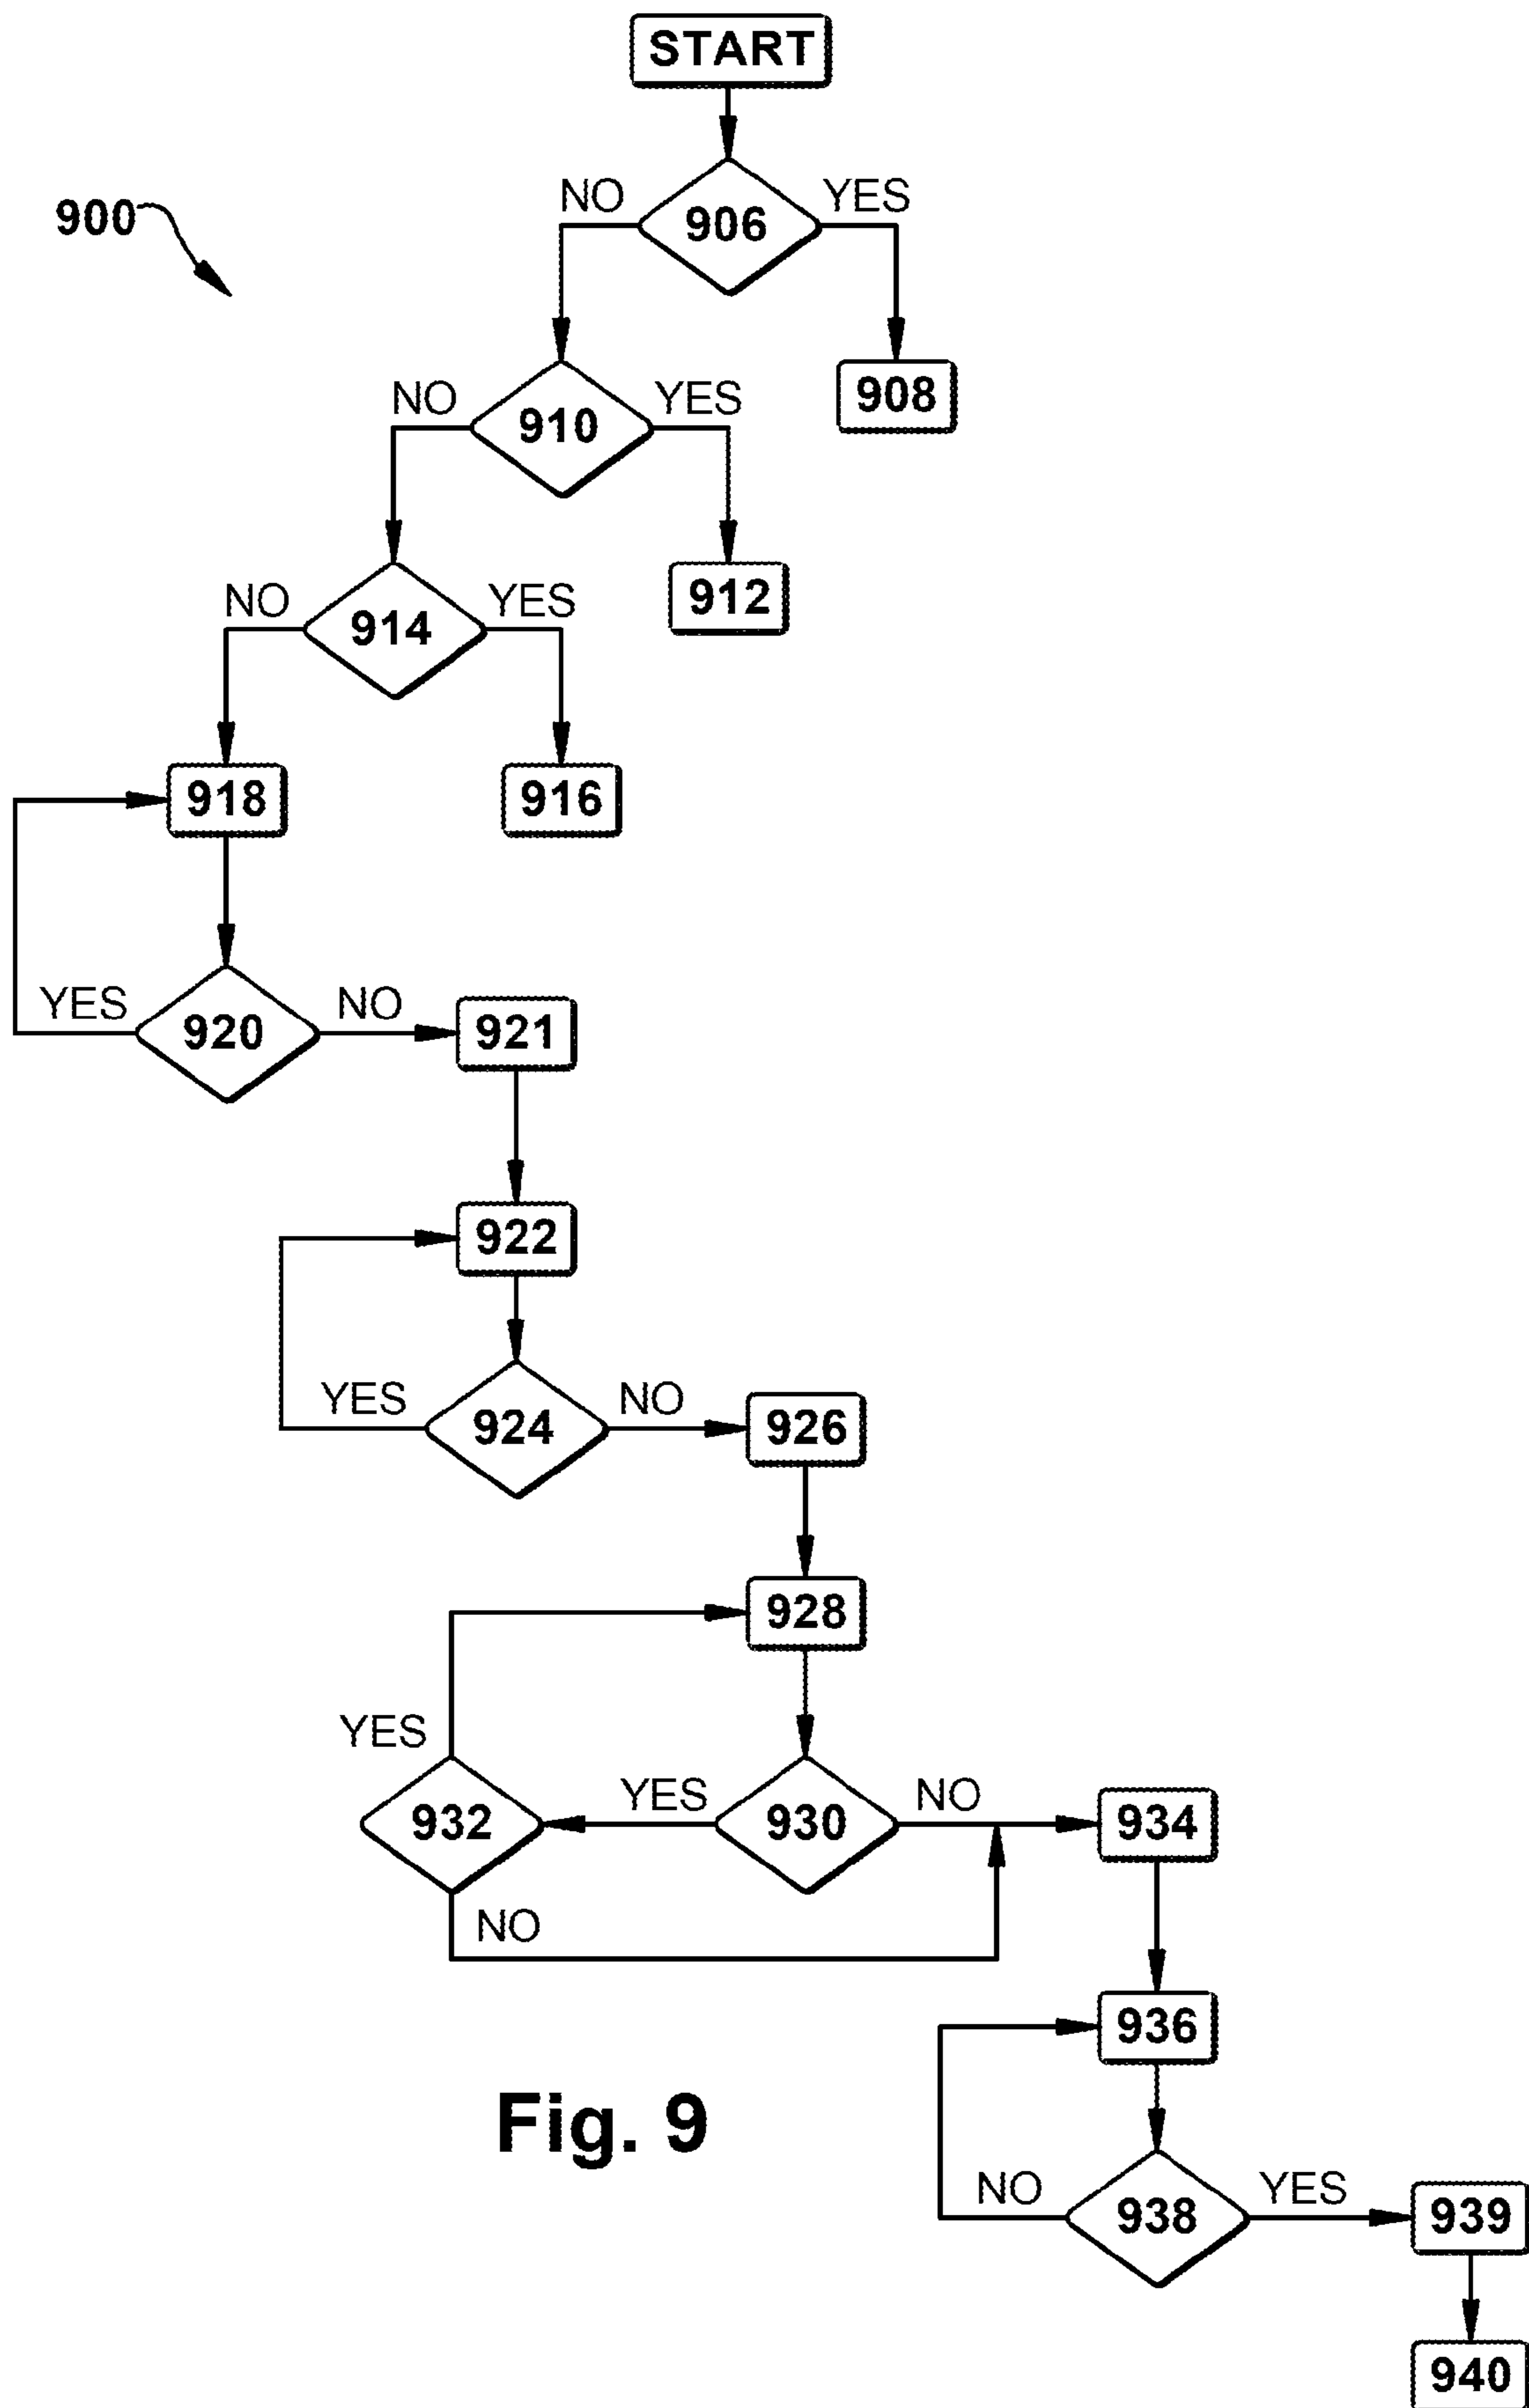 START
NO
YES
906
900
908
NO
YES
910
912
NO
YES
914
918
916
YES
NO
920
921
922
YES
NO
924
926
928
YES
YES
NO
932
930
934
NO
936
Fig. 9
NO
YES
938
939
940